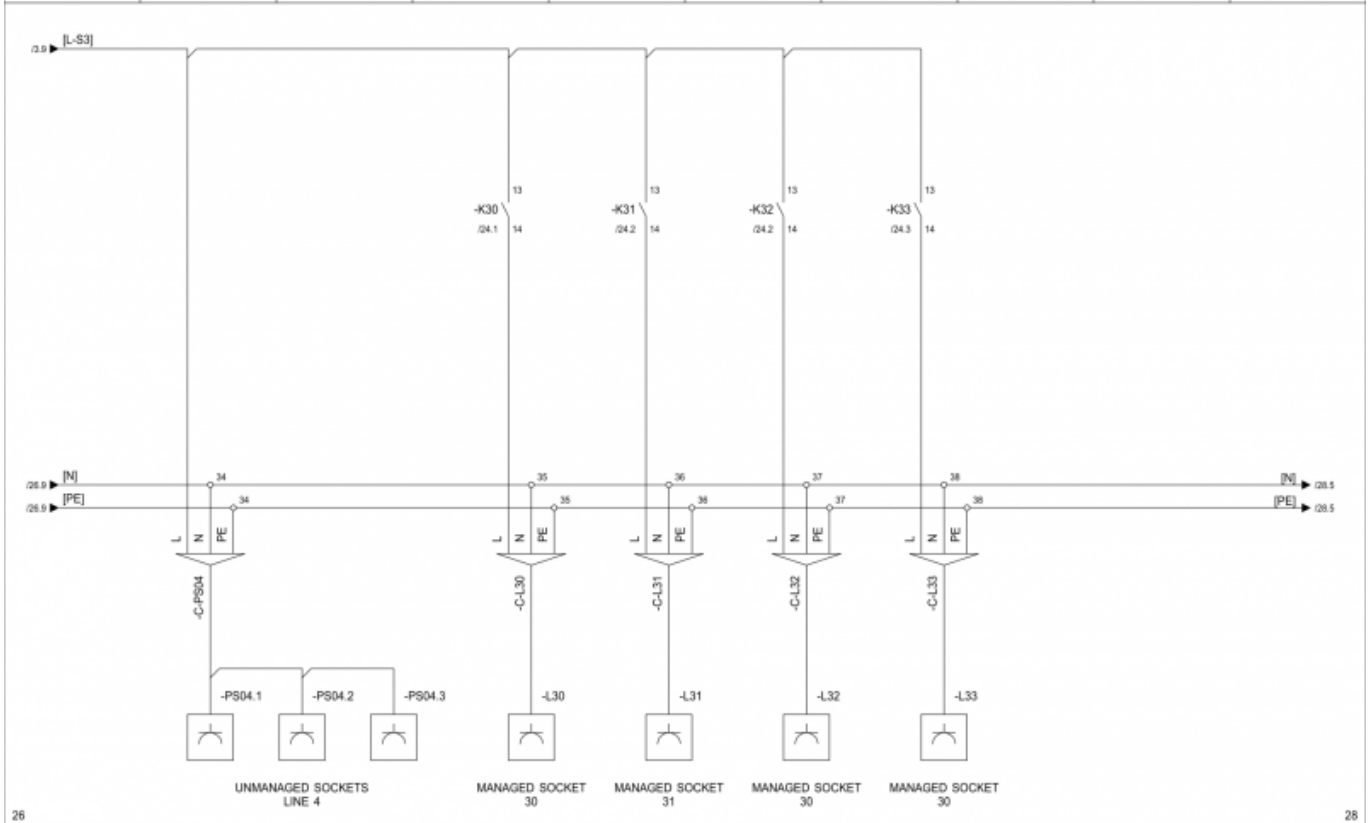 [L-S3]
/3.9
13 13 13 13
-K30 -K31 -K32 -K33
/24.1 14 /24.2 14 /24.2 14 /24.3 14
[N] 34 35 36 37 38 [N]
/26.9 /28.5
[PE] 34 35 36 37 38 [PE]
/26.9 /28.5
L N PE L N PE L N PE L N PE L N PE
-C-PS04 -C-L30 -C-L31 -C-L32 -C-L33
-PS04.1 -PS04.2 -PS04.3 -L30 -L31 -L32 -L33
UNMANAGED SOCKETS MANAGED SOCKET MANAGED SOCKET MANAGED SOCKET MANAGED SOCKET
LINE 4 30 31 30 30
26 28